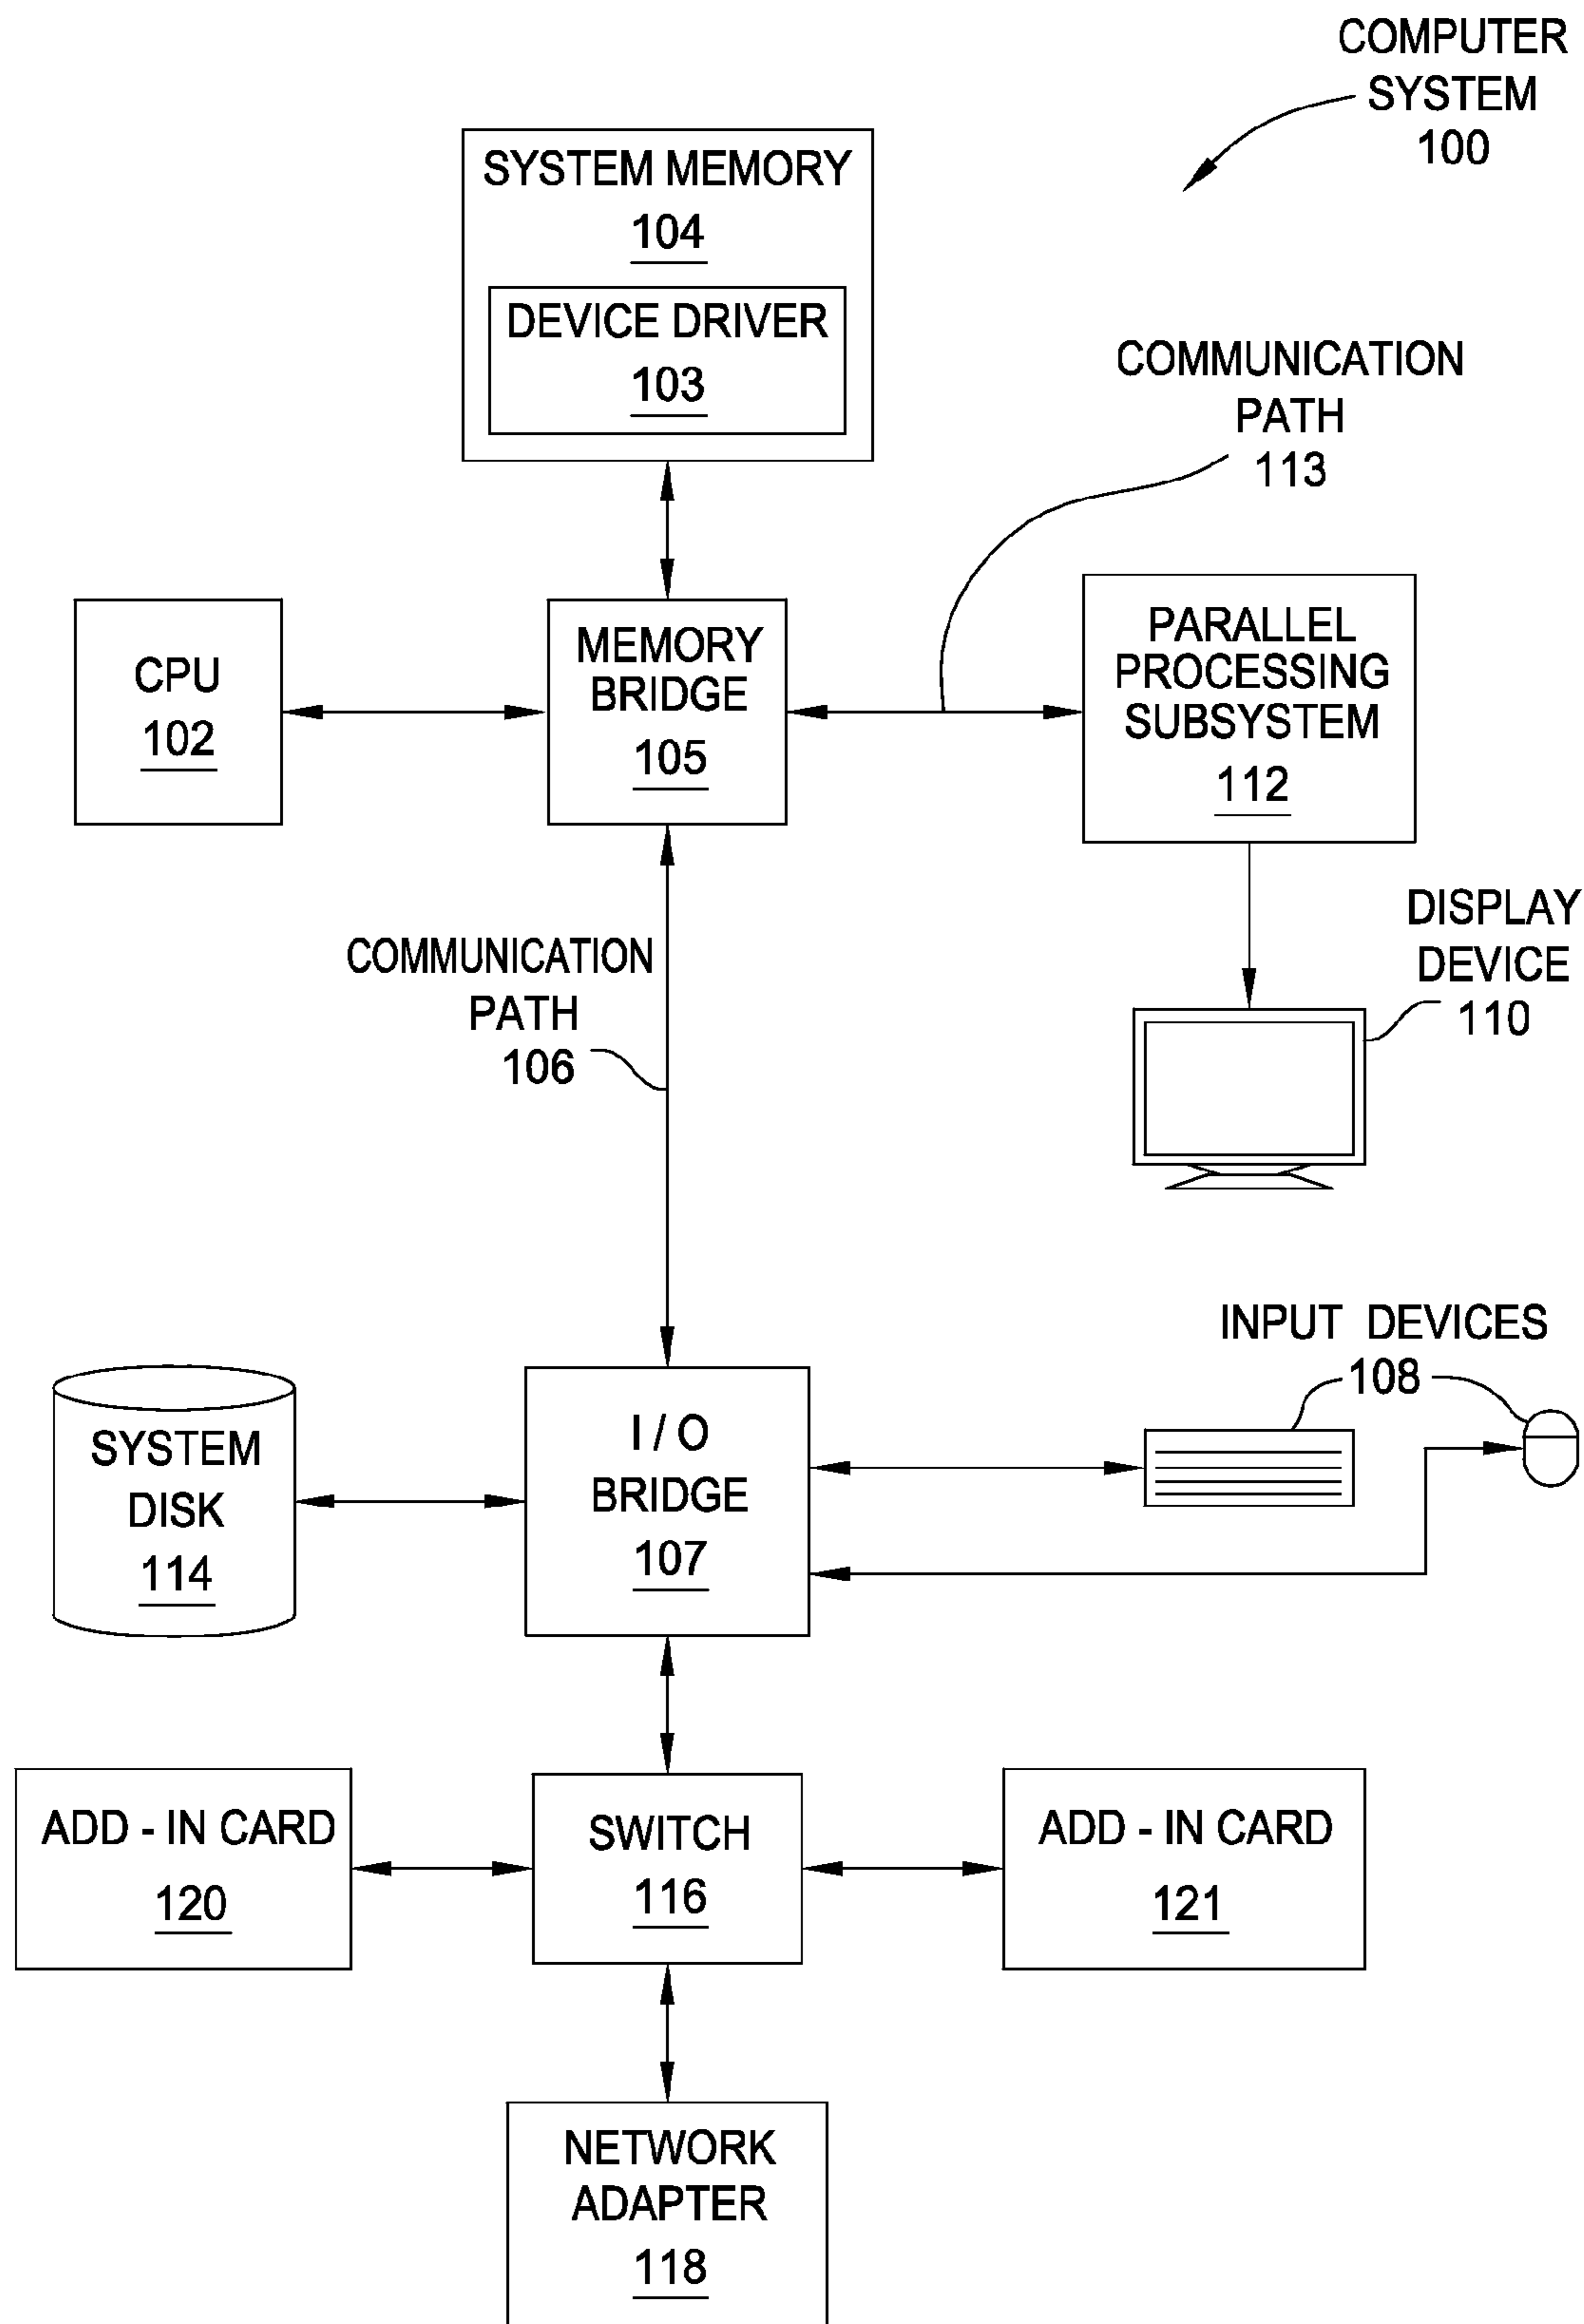 COMPUTER
SYSTEM
100
SYSTEM MEMORY
104
DEVICE DRIVER
103
COMMUNICATION
PATH
113
CPU
102
MEMORY
BRIDGE
105
PARALLEL
PROCESSING
SUBSYSTEM
112
COMMUNICATION
PATH
106
DISPLAY
DEVICE
110
INPUT DEVICES
108
SYSTEM
DISK
114
I / O
BRIDGE
107
ADD - IN CARD
120
SWITCH
116
ADD - IN CARD
121
NETWORK
ADAPTER
118